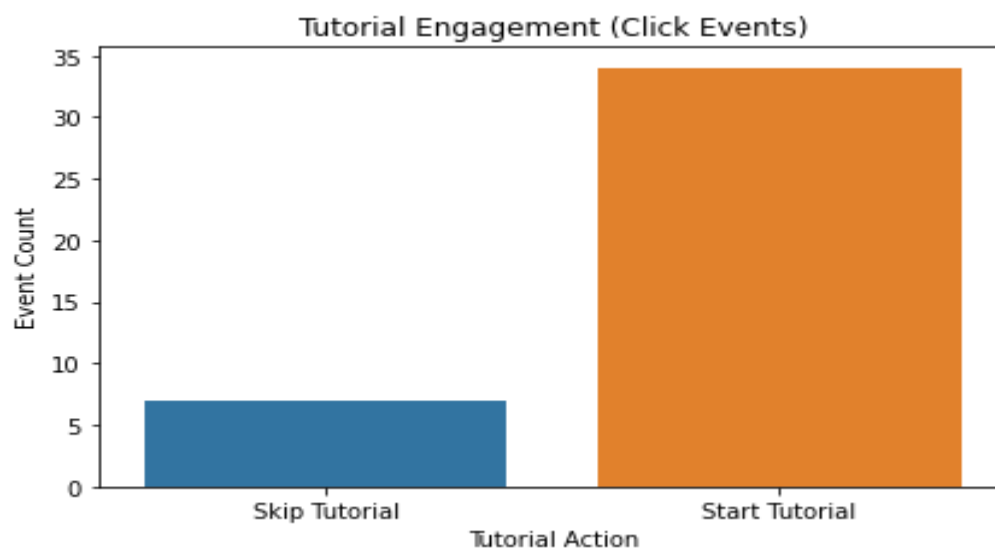 Tutorial Engagement (Click Events)
35
30
25
20
15
10
5
0
Event Count
Skip Tutorial
Start Tutorial
Tutorial Action